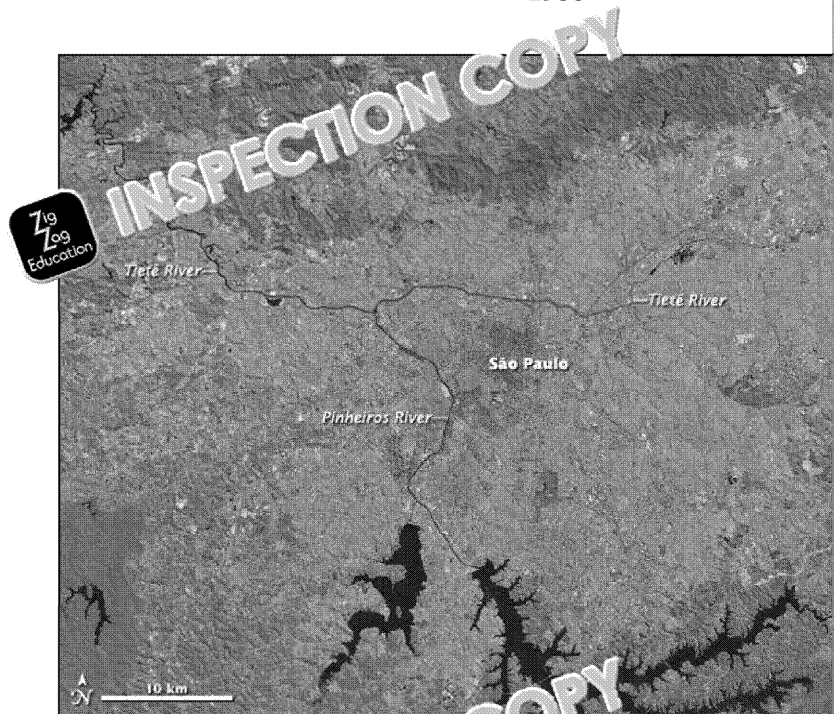 INSPECTION COPY
Zig
Zag
Education
Tietê River
Tietê River
São Paulo
Pinheiros River
N
10 km
COPY